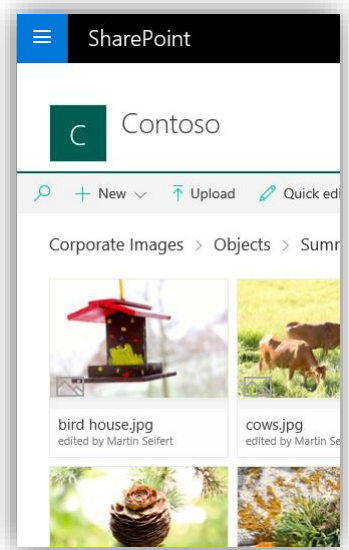 SharePoint
C Contoso
New Upload Quick edi
Corporate Images > Objects > Summ
bird house.jpg cows.jpg
edited by Martin Seifert edited by Martin Se